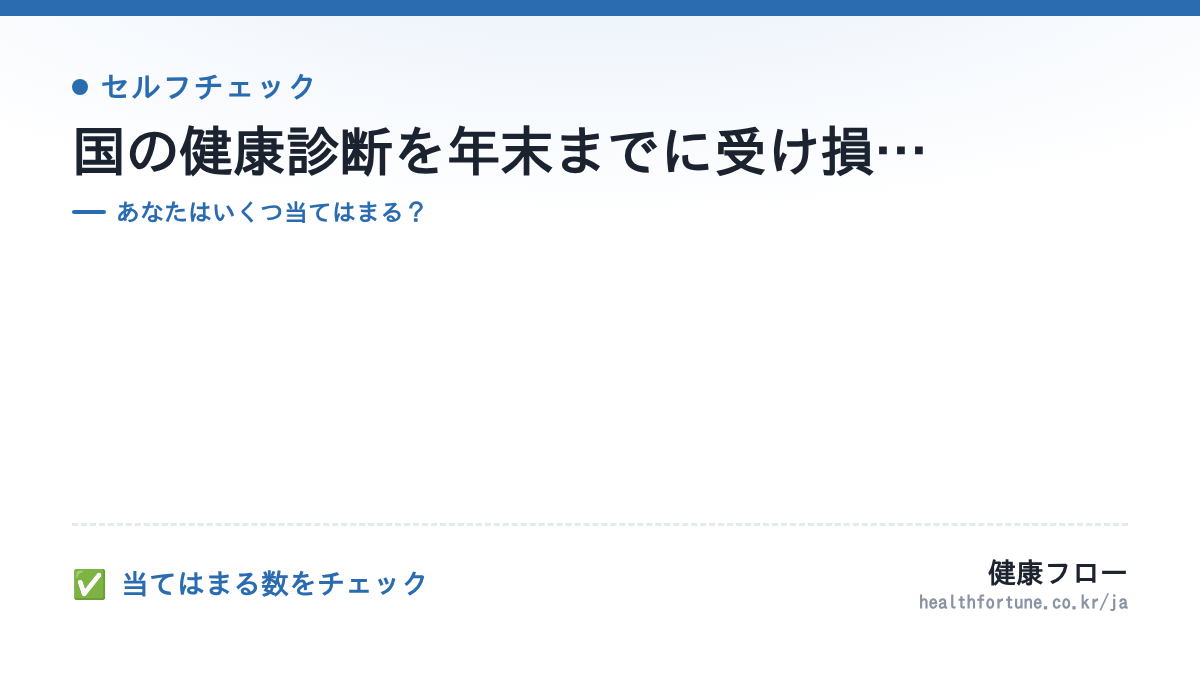 セルフチェック
国の健康診断を年末までに受け損…
あなたはいくつ当てはまる？
✅ 当てはまる数をチェック
健康フロー
healthfortune.co.kr/ja